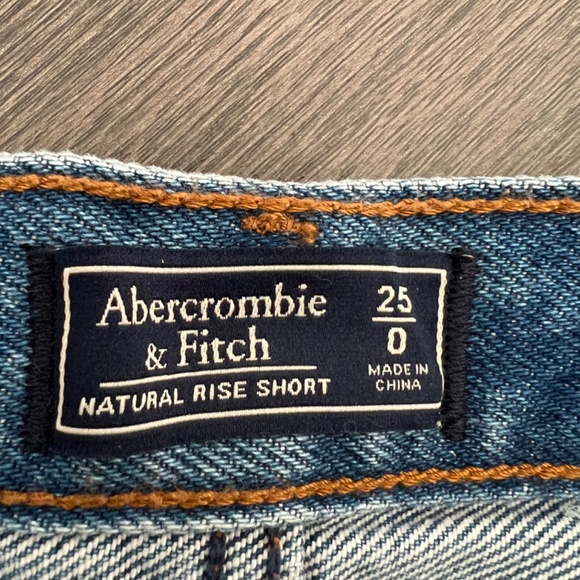 Abercrombie
& Fitch
NATURAL RISE SHORT
25
0
MADE IN
CHINA